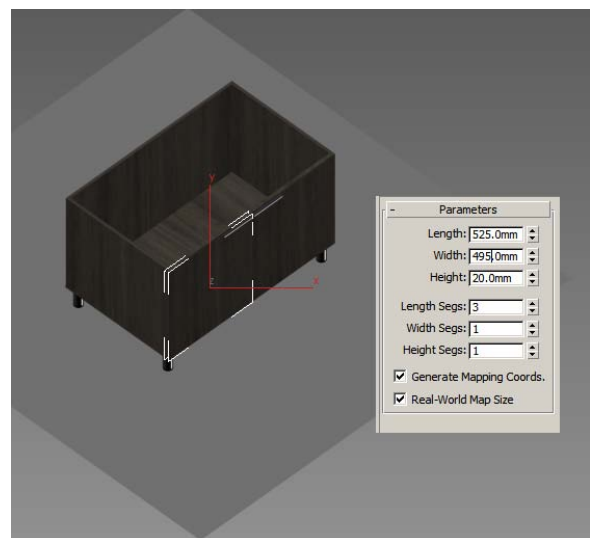 y
x
z
- Parameters
Length: 525.0mm
Width: 495.0mm
Height: 20.0mm
Length Segs: 3
Width Segs: 1
Height Segs: 1
Generate Mapping Coords.
Real-World Map Size